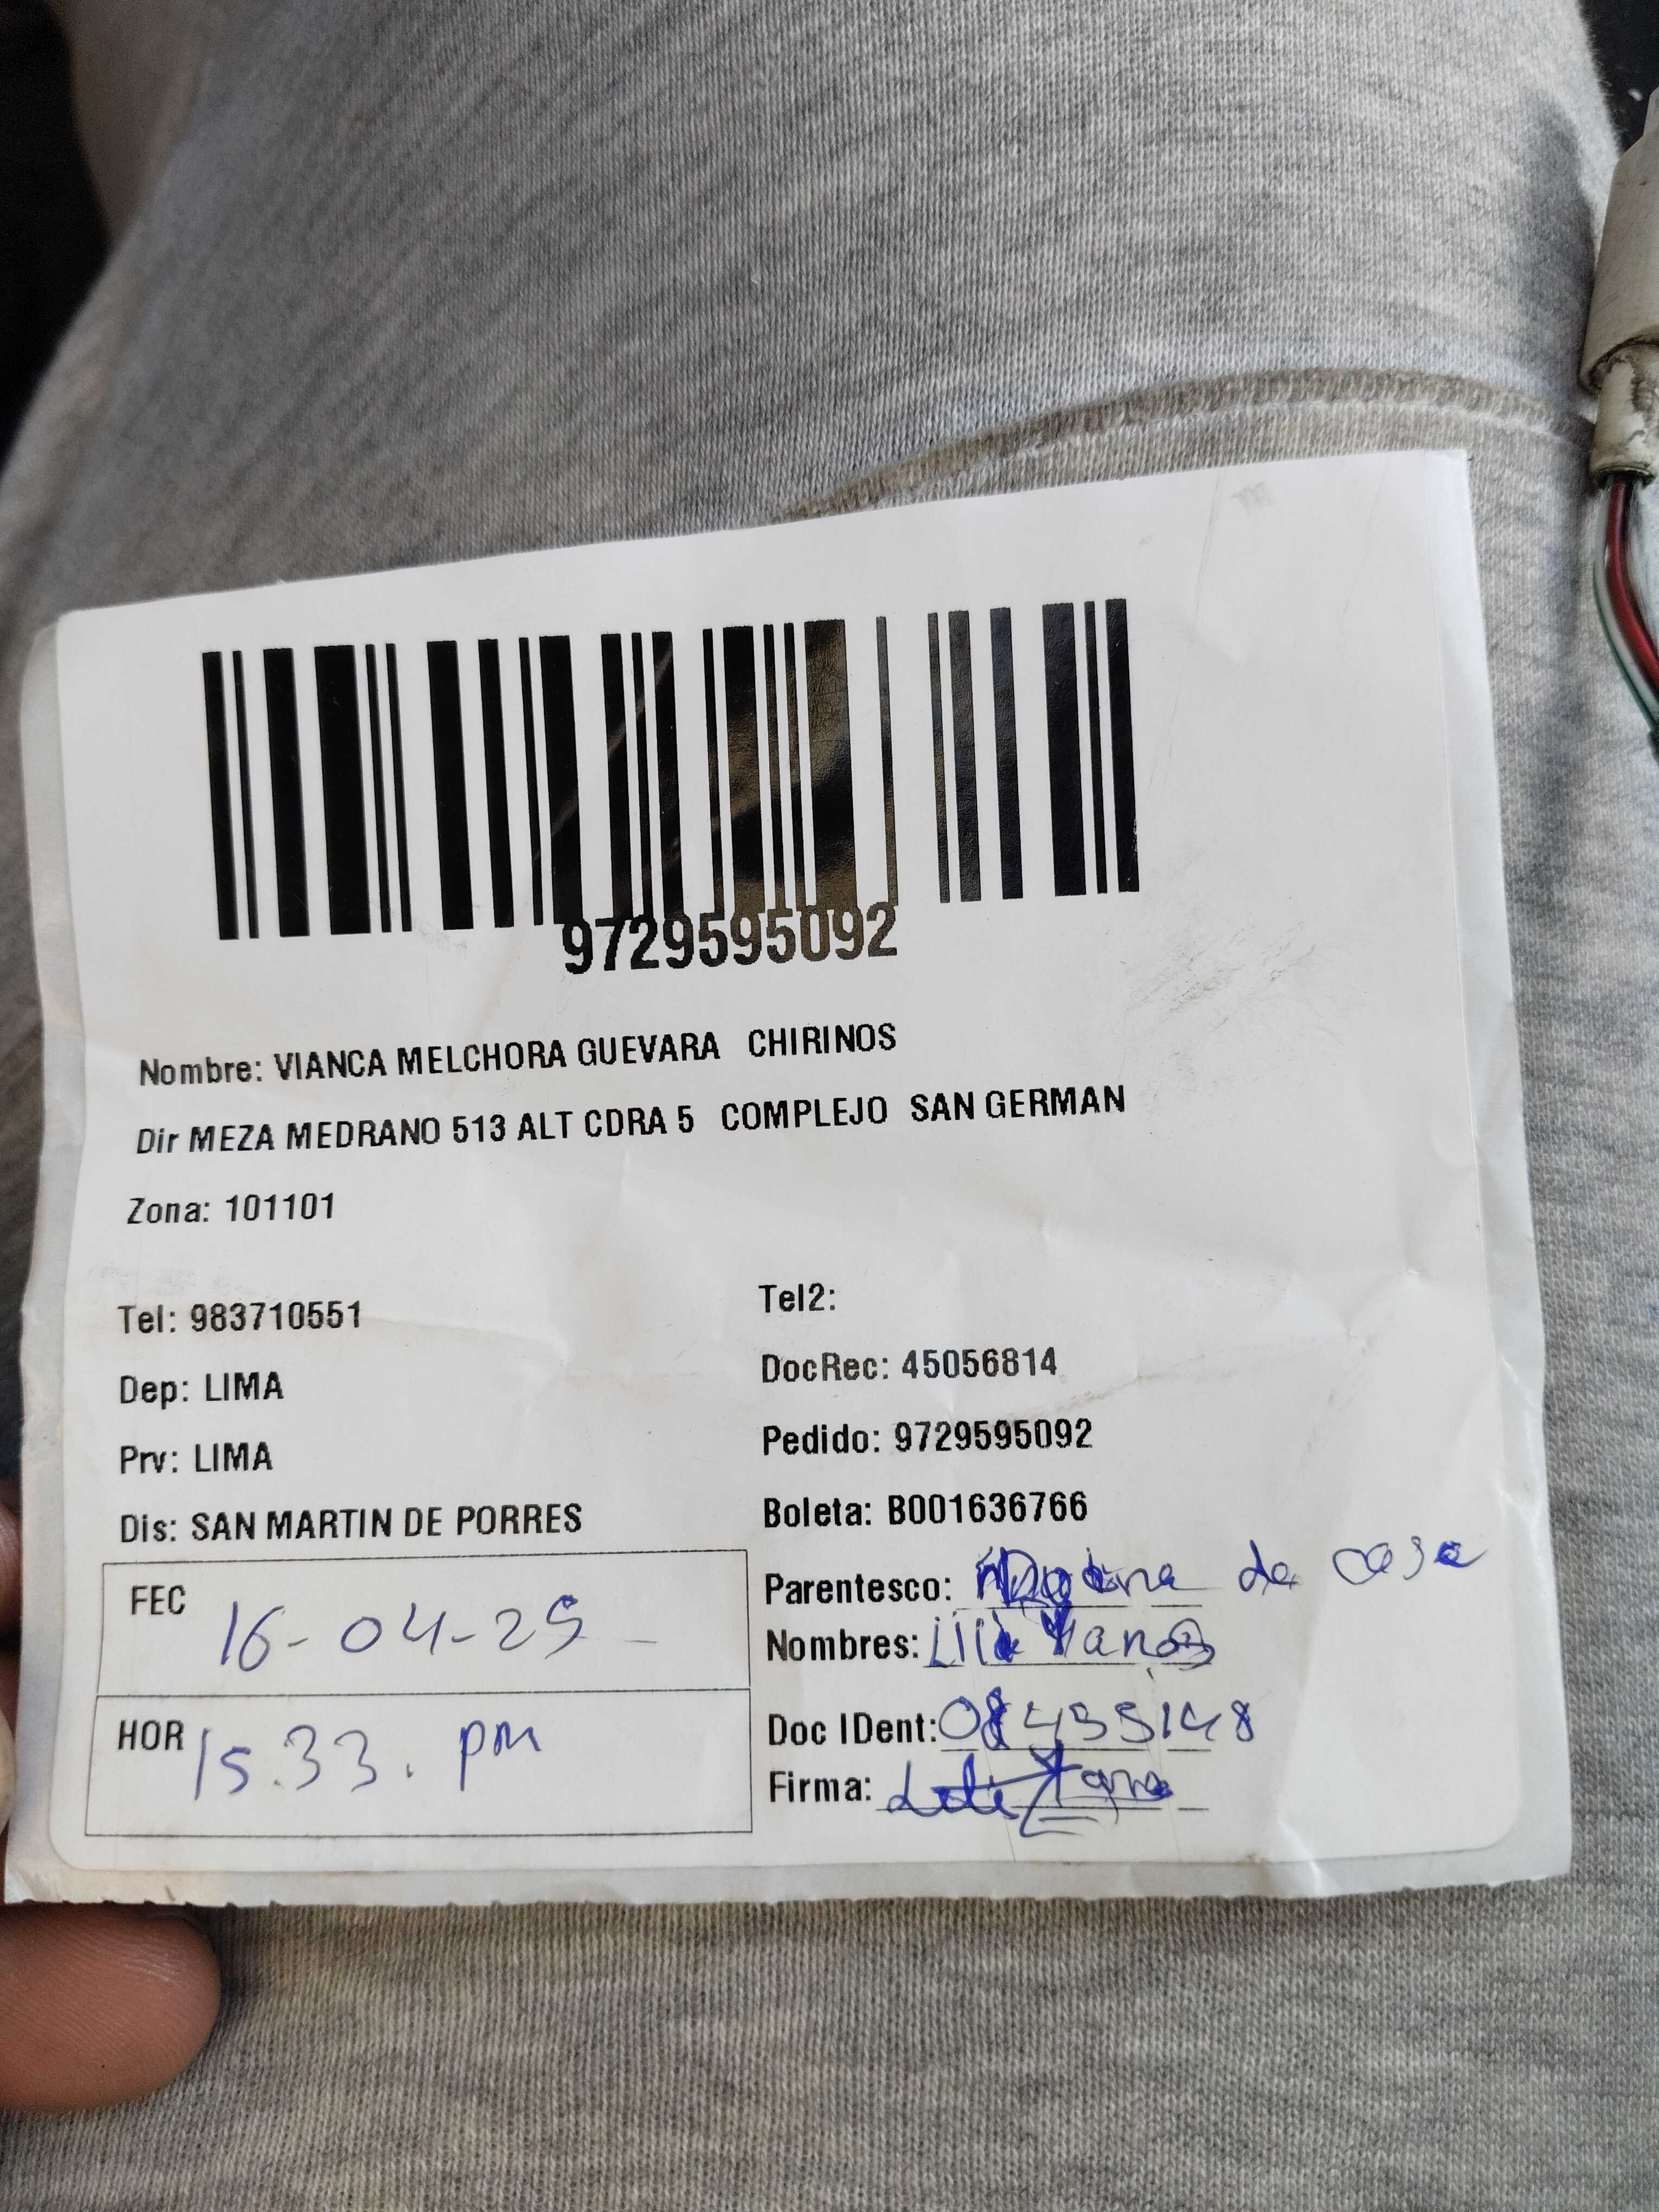 9729595092
Nombre: VIANCA MELCHORA GUEVARA CHIRINOS
Dir MEZA MEDRANO 513 ALT CDRA 5 COMPLEJO SAN GERMAN
Zona: 101101
Tel: 983710551
Tel2:
Dep: LIMA
DocRec: 45056814
Prv: LIMA
Pedido: 9729595092
Dis: SAN MARTIN DE PORRES
Boleta: B001636766
FEC 16-04-25
Parentesco: de casa
Nombres:
HOR 15.33. pm
Doc IDent:
Firma: